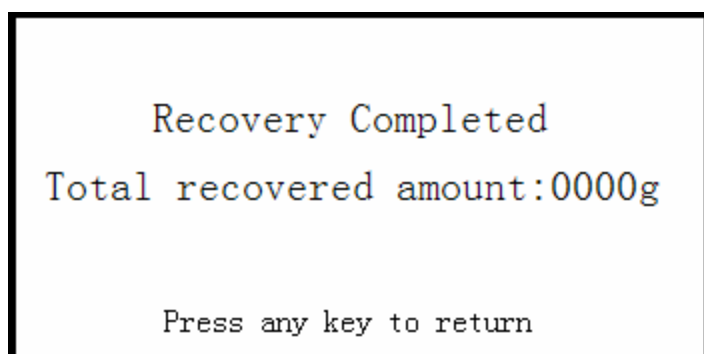 Recovery Completed
Total recovered amount:0000g
Press any key to return